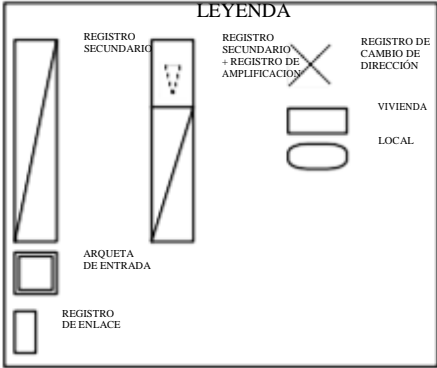 LEYENDA
REGISTRO
SECUNDARIO
REGISTRO
SECUNDARIO
+ REGISTRO DE
AMPLIFICACION
REGISTRO DE
CAMBIO DE
DIRECCIÓN
VIVIENDA
LOCAL
ARQUETA
DE ENTRADA
REGISTRO
DE ENLACE